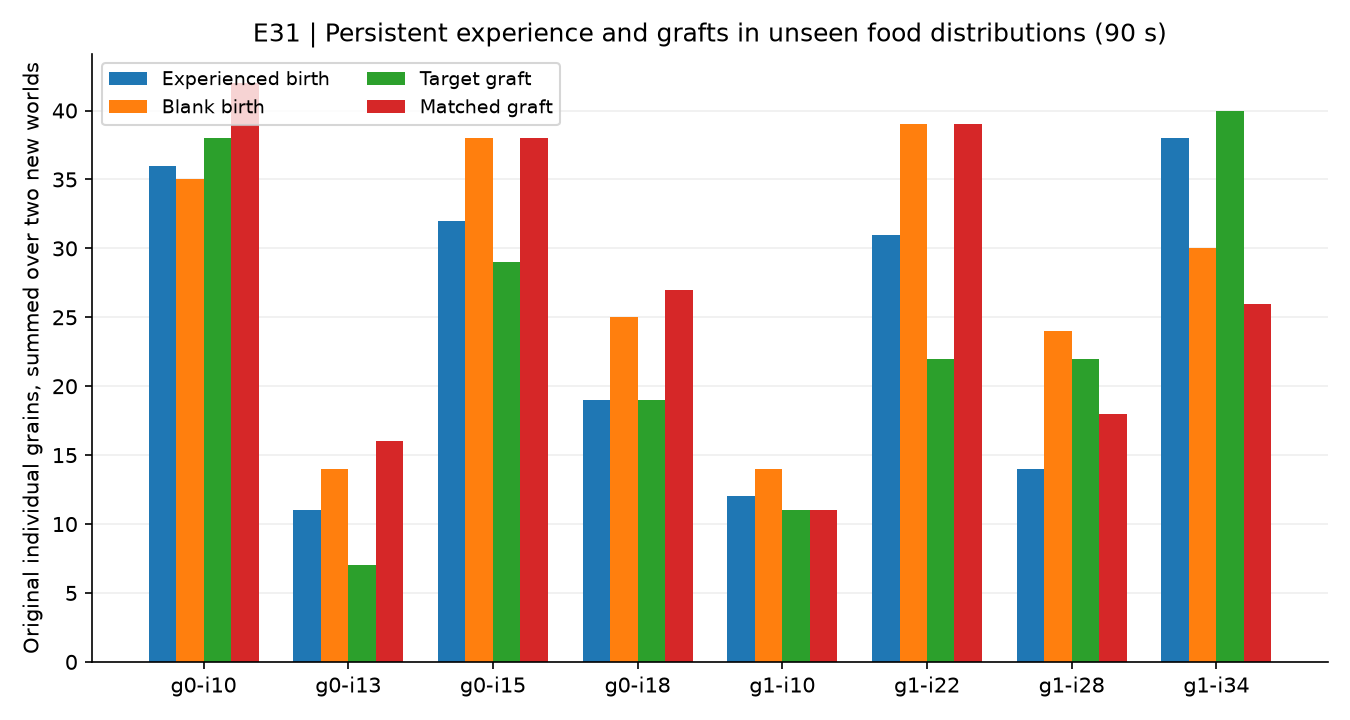 E31 | Persistent experience and grafts in unseen food distributions (90 s)
Original individual grains, summed over two new worlds
Experienced birth
Blank birth
Target graft
Matched graft
40
35
30
25
20
15
10
5
0
g0-i10
g0-i13
g0-i15
g0-i18
g1-i10
g1-i22
g1-i28
g1-i34